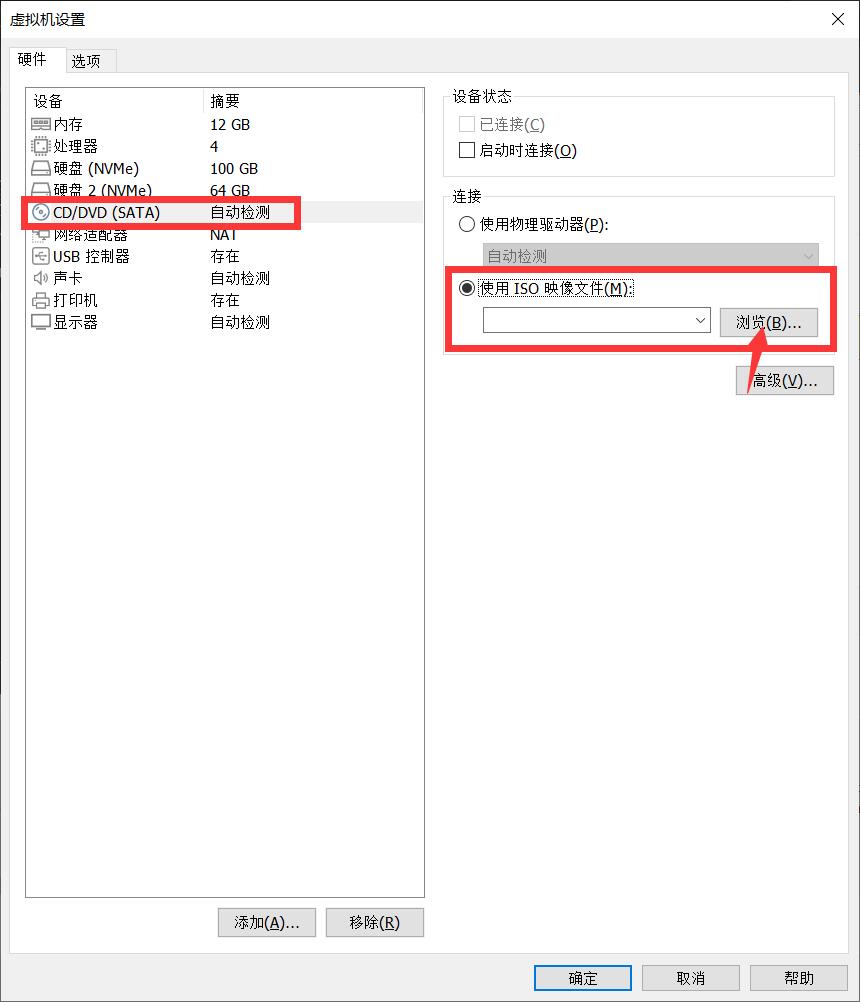 虚拟机设置
硬件 选项
设备 摘要
内存 12 GB
处理器 4
硬盘 (NVMe) 100 GB
硬盘 2 (NVMe) 64 GB
CD/DVD (SATA) 自动检测
网络适配器 NAT
USB 控制器 存在
声卡 自动检测
打印机 存在
显示器 自动检测
添加(A)... 移除(R)
设备状态
已连接(C)
启动时连接(O)
连接
使用物理驱动器(P):
自动检测
使用 ISO 映像文件(M):
浏览(B)...
高级(V)...
确定 取消 帮助